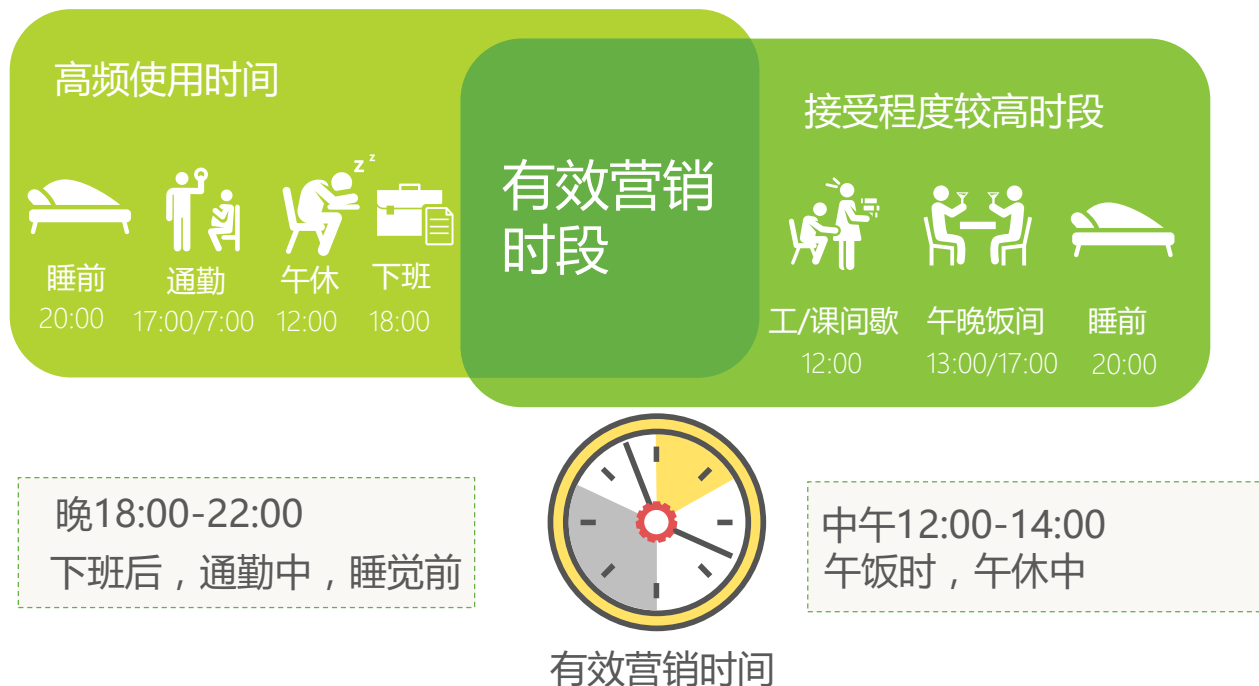 高频使用时间
睡前
20:00
通勤
17:00/7:00
z z
午休
12:00
下班
18:00
有效营销
时段
接受程度较高时段
工/课间歇
12:00
午晚饭间
13:00/17:00
睡前
20:00
晚18:00-22:00
下班后，通勤中，睡觉前
中午12:00-14:00
午饭时，午休中
有效营销时间